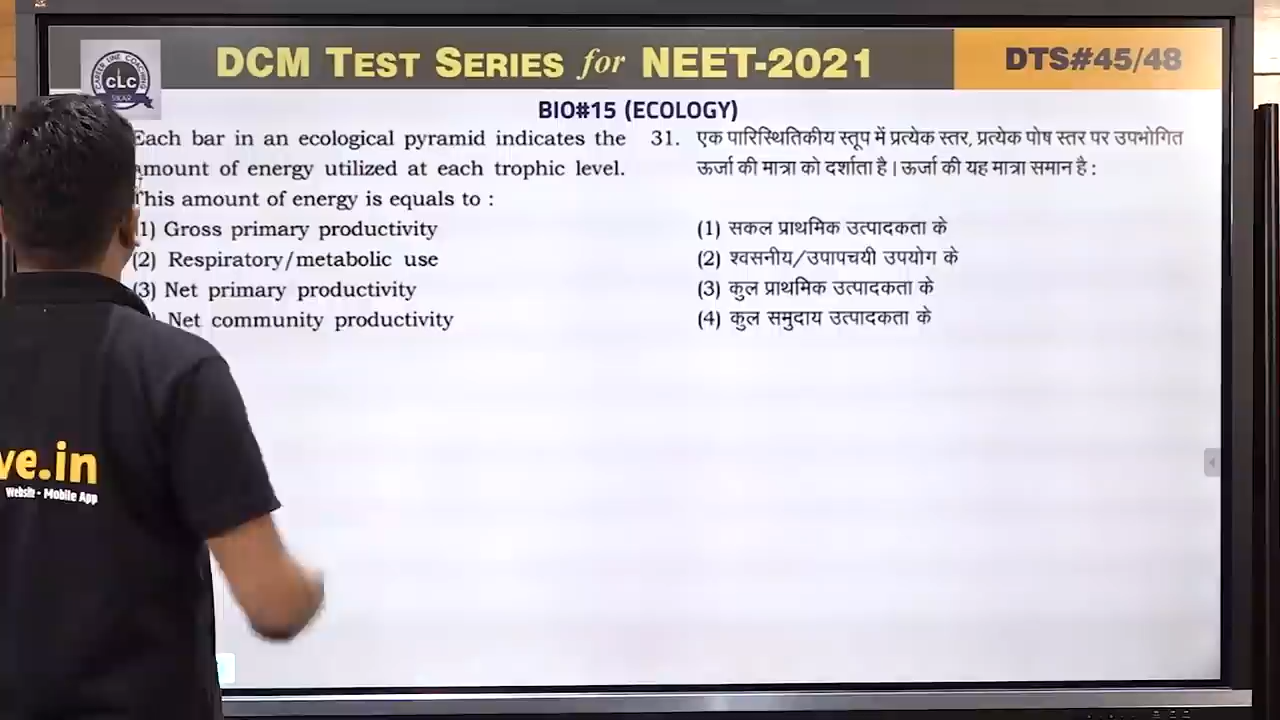 DCM TEST SERIES for NEET-2021
DTS#45/48
CLC
SIKAR
BIO#15 (ECOLOGY)
Each bar in an ecological pyramid indicates the
amount of energy utilized at each trophic level.
This amount of energy is equals to :
1) Gross primary productivity
(2) Respiratory/metabolic use
(3) Net primary productivity
) Net community productivity
31. एक पारिस्थितिकीय स्तूप में प्रत्येक स्तर, प्रत्येक पोष स्तर पर उपभोगित
ऊर्जा की मात्रा को दर्शाता है। ऊर्जा की यह मात्रा समान है :
(1) सकल प्राथमिक उत्पादकता के
(2) श्वसनीय/उपापचयी उपयोग के
(3) कुल प्राथमिक उत्पादकता के
(4) कुल समुदाय उत्पादकता के
ve.in
Website - Mobile App